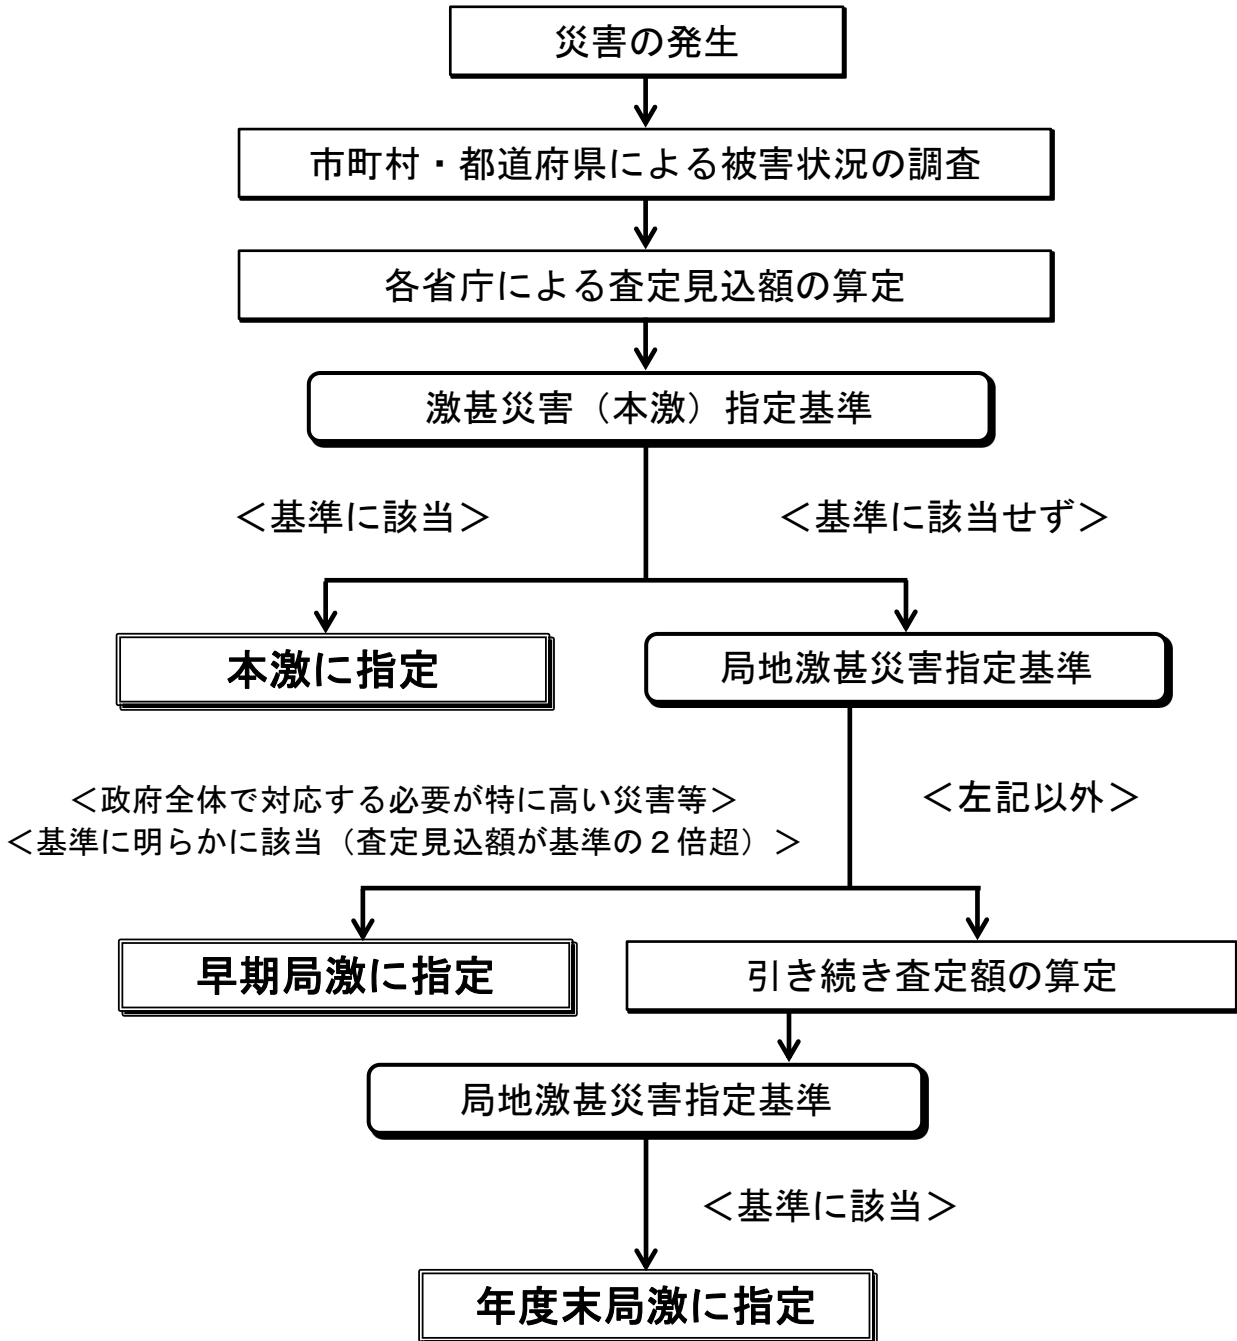 災害の発生
市町村・都道府県による被害状況の調査
各省庁による査定見込額の算定
激甚災害（本激）指定基準
＜基準に該当＞
＜基準に該当せず＞
本激に指定
局地激甚災害指定基準
＜政府全体で対応する必要が特に高い災害等＞
＜基準に明らかに該当（査定見込額が基準の２倍超）＞
＜左記以外＞
早期局激に指定
引き続き査定額の算定
局地激甚災害指定基準
＜基準に該当＞
年度末局激に指定